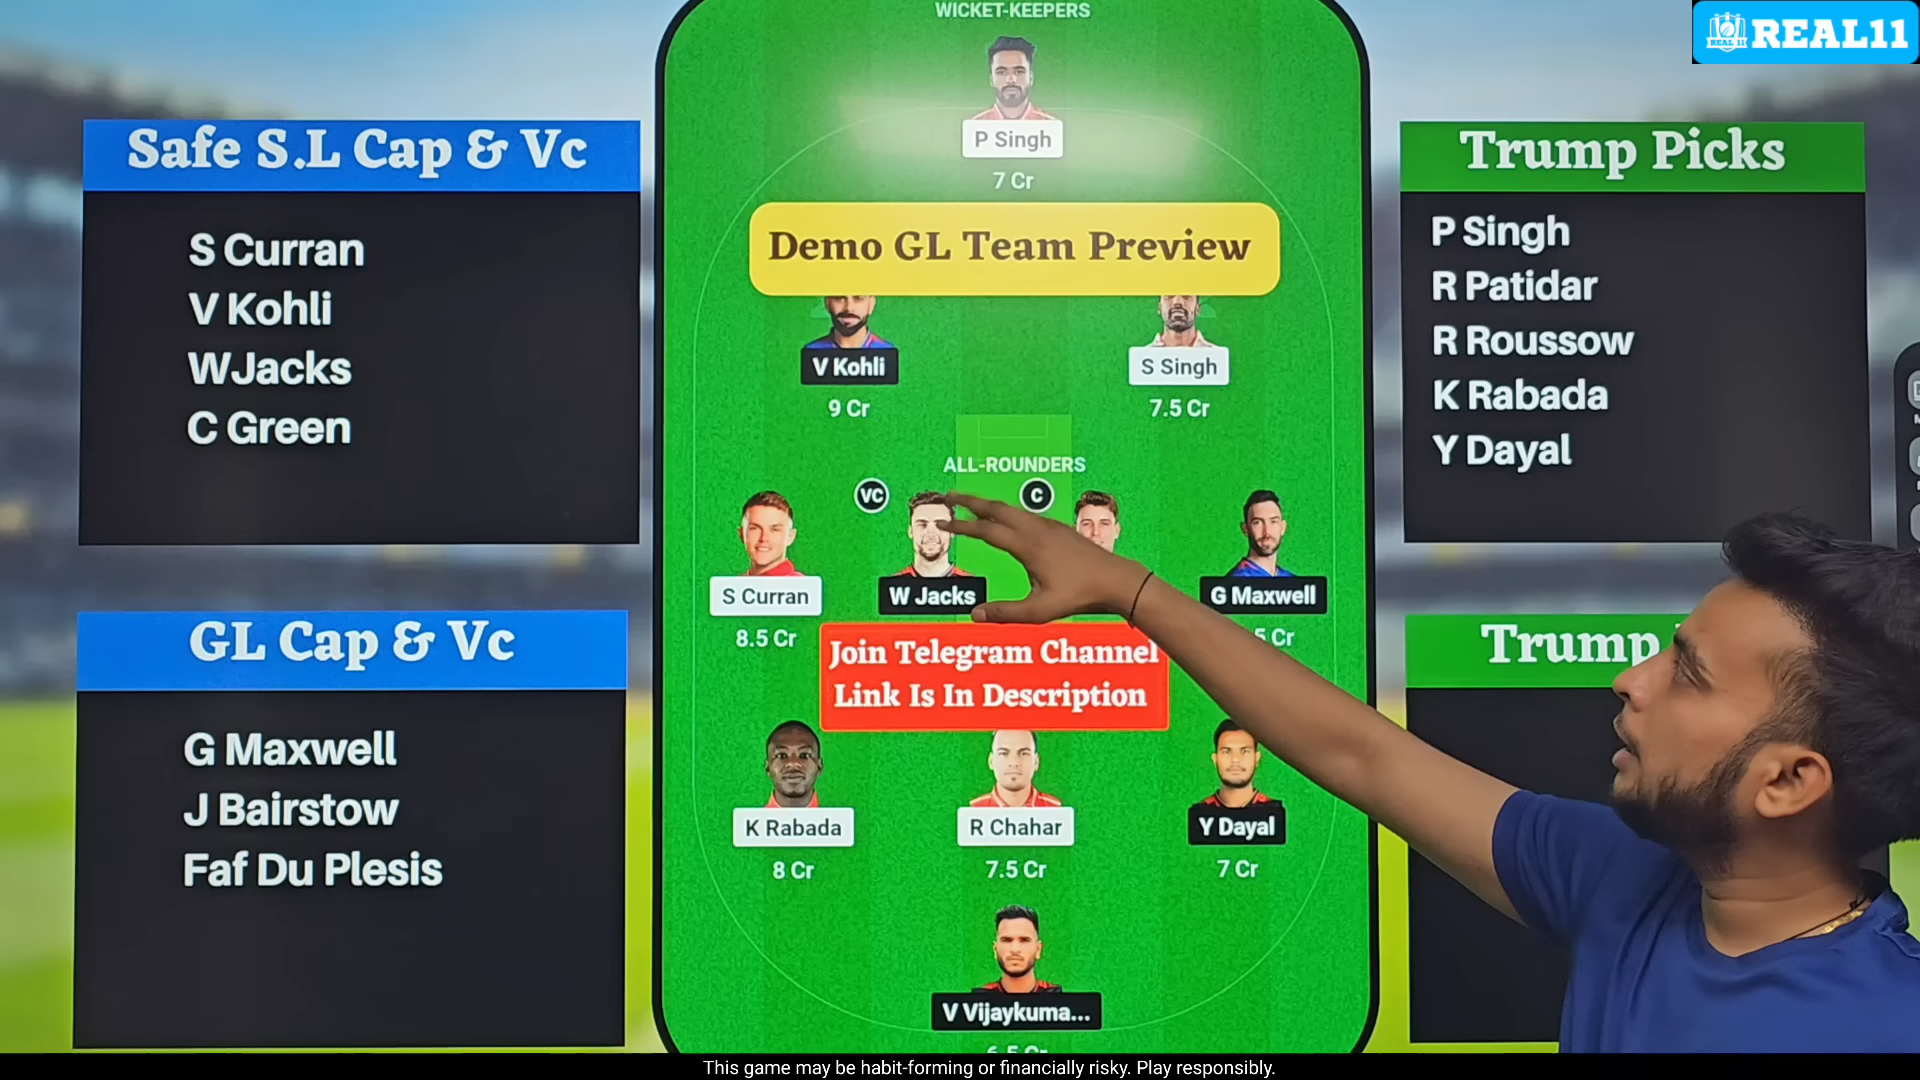 REAL11
REAL 11
WICKET-KEEPERS
P Singh
7 Cr
Safe S.L Cap & Vc
S Curran
V Kohli
WJacks
C Green
Trump Picks
P Singh
R Patidar
R Roussow
K Rabada
Y Dayal
Demo GL Team Preview
V Kohli
9 Cr
S Singh
7.5 Cr
ALL-ROUNDERS
VC
C
S Curran
8.5 Cr
W Jacks
G Maxwell
5 Cr
Join Telegram Channel
Link Is In Description
GL Cap & Vc
G Maxwell
J Bairstow
Faf Du Plesis
Trump
K Rabada
8 Cr
R Chahar
7.5 Cr
Y Dayal
7 Cr
V Vijaykuma...
This game may be habit-forming or financially risky. Play responsibly.